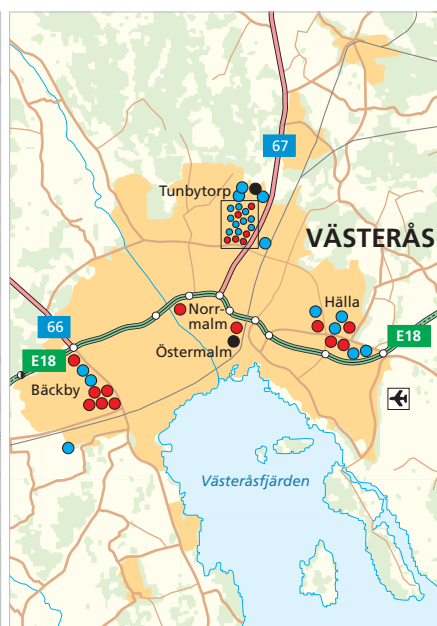 67
Tunbytorp
VÄSTERÅS
Hälla
Norr-
malm
66
E18
E18
Östermalm
Bäckby
Västeråsfjärden